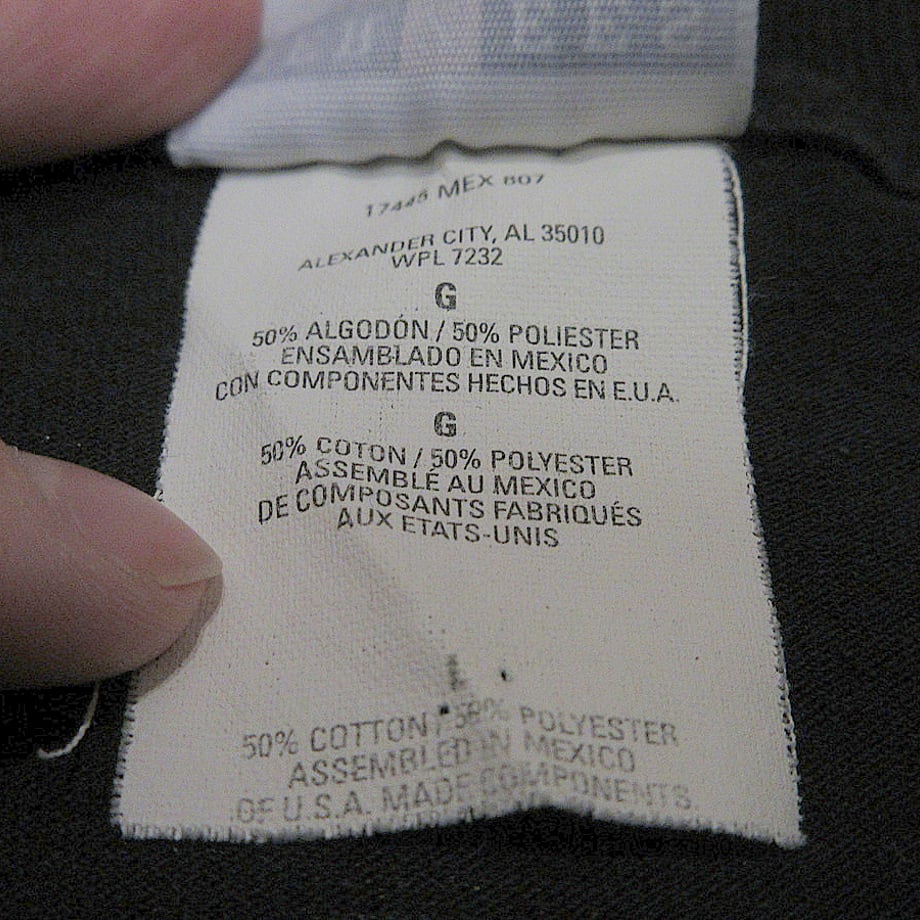 17445 MEX 807
ALEXANDER CITY, AL 35010
WPL 7232
G
50% ALGODÓN / 50% POLIESTER
ENSAMBLADO EN MEXICO
CON COMPONENTES HECHOS EN E.U.A.
G
50% COTON / 50% POLYESTER
ASSEMBLÉ AU MEXICO
DE COMPOSANTS FABRIQUÉS
AUX ETATS-UNIS
50% COTTON / 50% POLYESTER
ASSEMBLED IN MEXICO
OF U.S.A. MADE COMPONENTS.